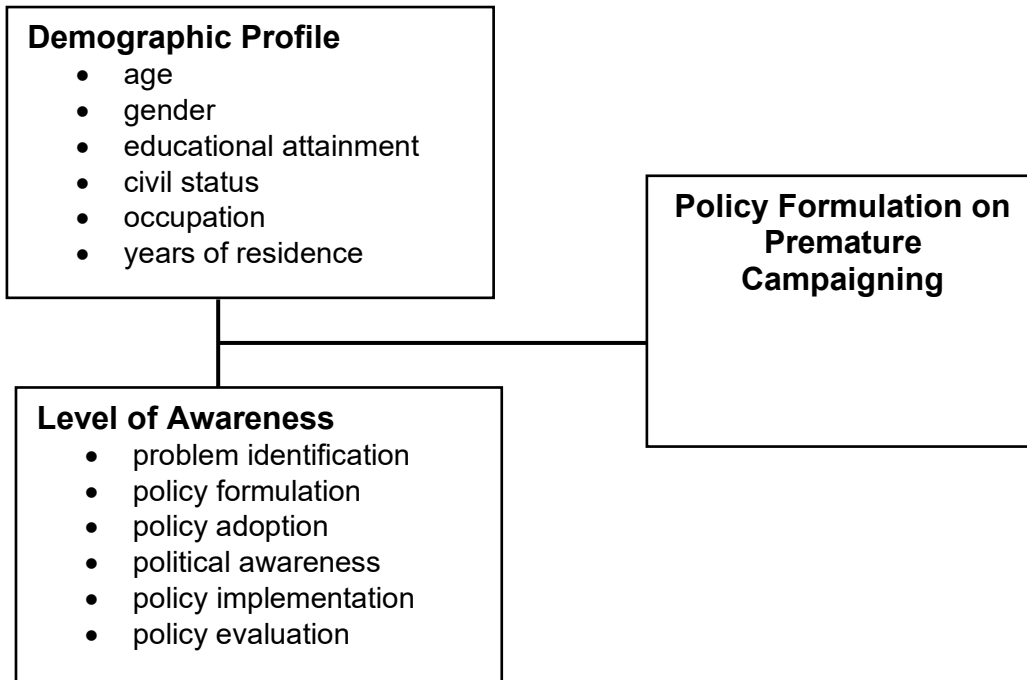 Demographic Profile
• age
• gender
• educational attainment
• civil status
• occupation
• years of residence
Policy Formulation on
Premature
Campaigning
Level of Awareness
• problem identification
• policy formulation
• policy adoption
• political awareness
• policy implementation
• policy evaluation